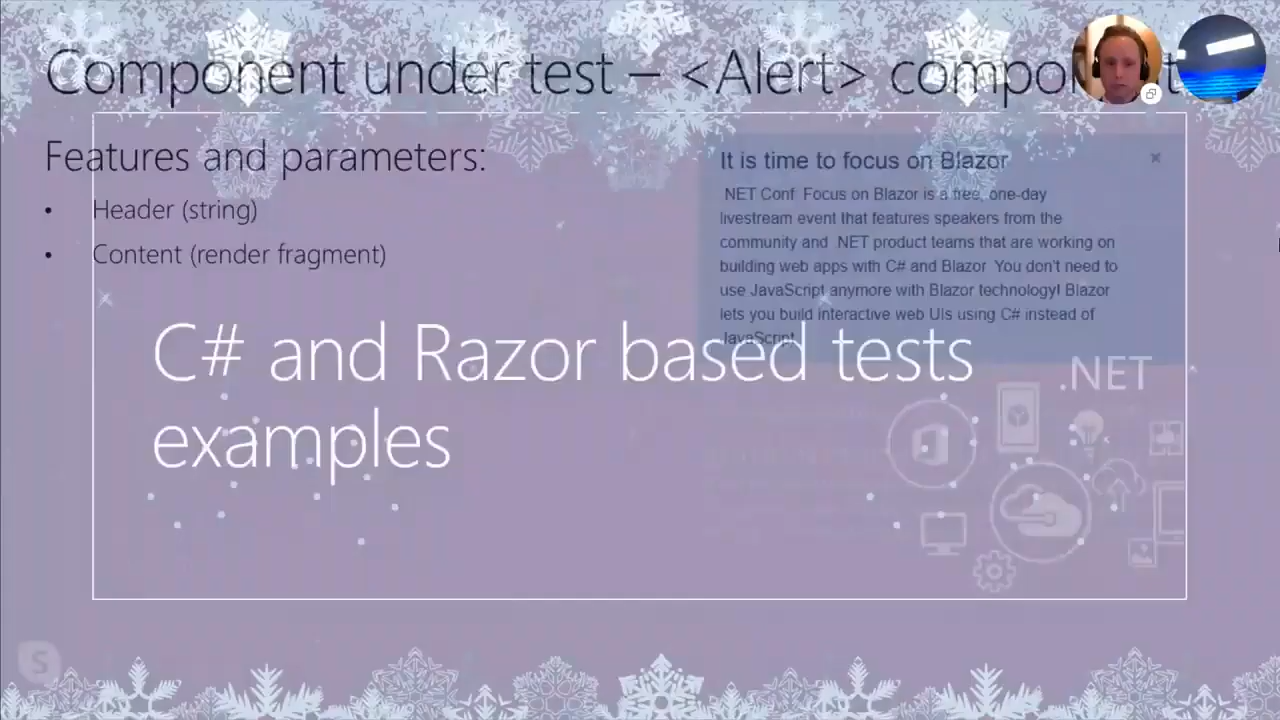 Component under test – <Alert> component
Features and parameters:
• Header (string)
• Content (render fragment)
It is time to focus on Blazor
×
NET Conf Focus on Blazor is a free, one-day
livestream event that features speakers from the
community and NET product teams that are working on
building web apps with C# and Blazor You don't need to
use JavaScript anymore with Blazor technology! Blazor
lets you build interactive web UIs using C# instead of
JavaScript
C# and Razor based tests
examples
.NET
S